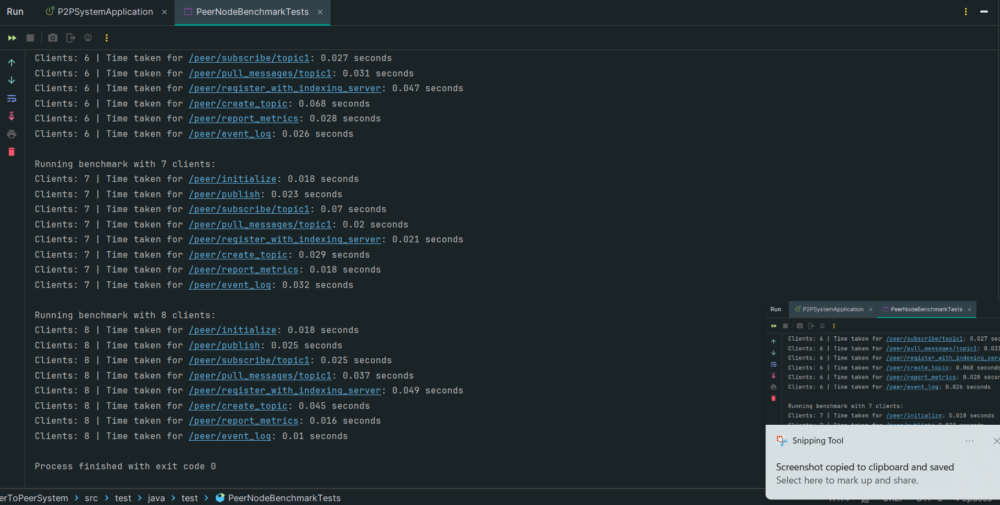 Run P2PSystemApplication PeerNodeBenchmarkTests
Clients: 6 | Time taken for /peer/subscribe/topic1: 0.027 seconds
Clients: 6 | Time taken for /peer/pull_messages/topic1: 0.031 seconds
Clients: 6 | Time taken for /peer/register_with_indexing_server: 0.047 seconds
Clients: 6 | Time taken for /peer/create_topic: 0.068 seconds
Clients: 6 | Time taken for /peer/report_metrics: 0.028 seconds
Clients: 6 | Time taken for /peer/event_log: 0.026 seconds
Running benchmark with 7 clients:
Clients: 7 | Time taken for /peer/initialize: 0.018 seconds
Clients: 7 | Time taken for /peer/publish: 0.023 seconds
Clients: 7 | Time taken for /peer/subscribe/topic1: 0.07 seconds
Clients: 7 | Time taken for /peer/pull_messages/topic1: 0.02 seconds
Clients: 7 | Time taken for /peer/register_with_indexing_server: 0.021 seconds
Clients: 7 | Time taken for /peer/create_topic: 0.029 seconds
Clients: 7 | Time taken for /peer/report_metrics: 0.018 seconds
Clients: 7 | Time taken for /peer/event_log: 0.032 seconds
Running benchmark with 8 clients:
Clients: 8 | Time taken for /peer/initialize: 0.018 seconds
Clients: 8 | Time taken for /peer/publish: 0.025 seconds
Clients: 8 | Time taken for /peer/subscribe/topic1: 0.025 seconds
Clients: 8 | Time taken for /peer/pull_messages/topic1: 0.037 seconds
Clients: 8 | Time taken for /peer/register_with_indexing_server: 0.049 seconds
Clients: 8 | Time taken for /peer/create_topic: 0.045 seconds
Clients: 8 | Time taken for /peer/report_metrics: 0.016 seconds
Clients: 8 | Time taken for /peer/event_log: 0.01 seconds
Process finished with exit code 0
Run P2PSystemApplication PeerNodeBenchmarkTests
Clients: 6 | Time taken for /peer/subscribe/topic1: 0.027 sec
Clients: 6 | Time taken for /peer/pull_messages/topic1: 0.031
Clients: 6 | Time taken for /peer/register_with_indexing_serv
Clients: 6 | Time taken for /peer/create_topic: 0.068 seconds
Clients: 6 | Time taken for /peer/report_metrics: 0.028 secon
Clients: 6 | Time taken for /peer/event_log: 0.026 seconds
Running benchmark with 7 clients:
Clients: 7 | Time taken for /peer/initialize: 0.018 seconds
Snipping Tool
Screenshot copied to clipboard and saved
Select here to mark up and share.
erToPeerSystem > src > test > java > test > PeerNodeBenchmarkTests